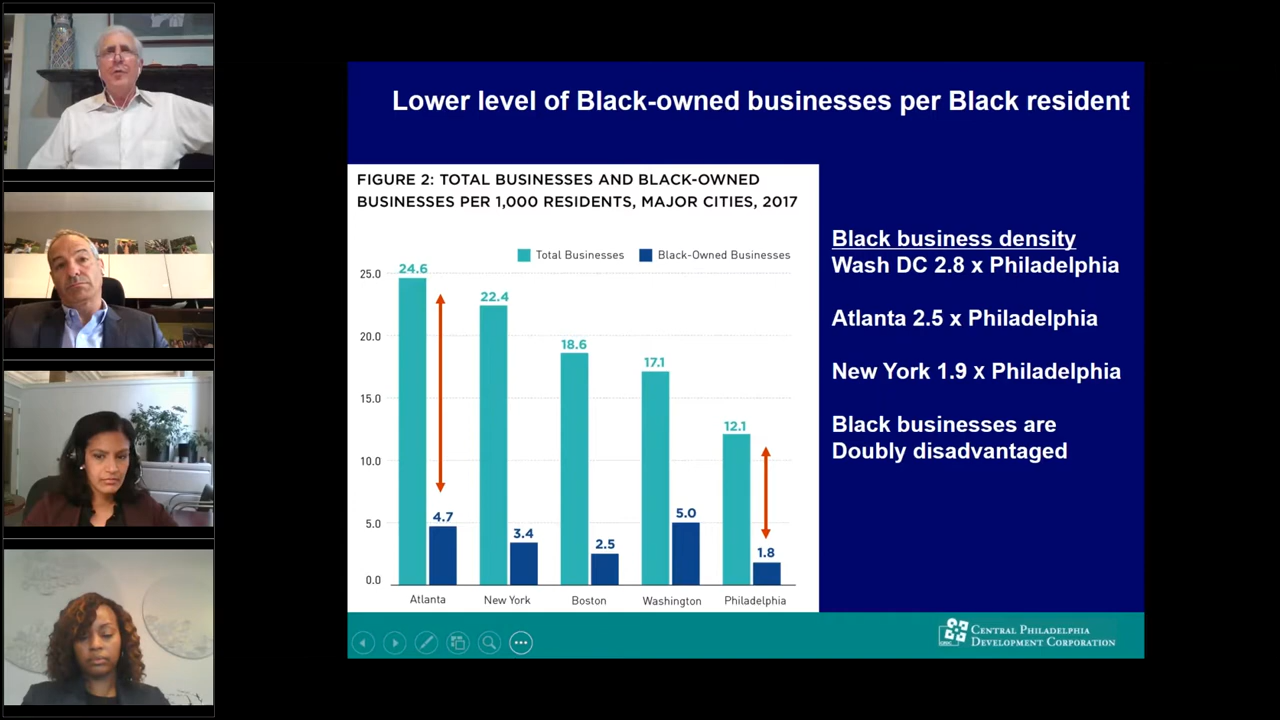 Lower level of Black-owned businesses per Black resident
FIGURE 2: TOTAL BUSINESSES AND BLACK-OWNED
BUSINESSES PER 1,000 RESIDENTS, MAJOR CITIES, 2017
Total Businesses
Black-Owned Businesses
25.0
20.0
15.0
10.0
5.0
0.0
24.6
4.7
22.4
3.4
18.6
2.5
17.1
5.0
12.1
1.8
Atlanta
New York
Boston
Washington
Philadelphia
Black business density
Wash DC 2.8 x Philadelphia
Atlanta 2.5 x Philadelphia
New York 1.9 x Philadelphia
Black businesses are
Doubly disadvantaged
CENTRAL PHILADELPHIA
DEVELOPMENT CORPORATION